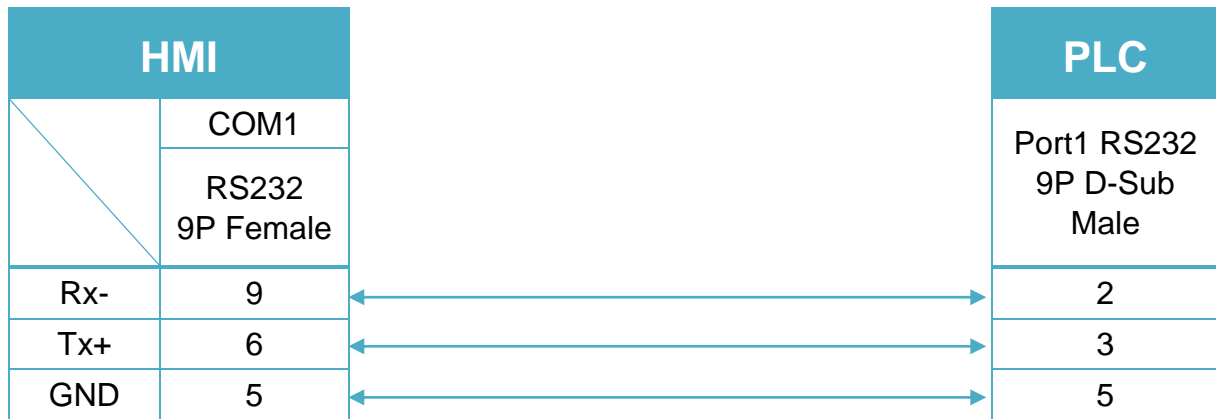 HMI
PLC
COM1
RS232
9P Female
Port1 RS232
9P D-Sub
Male
Rx- 9 2
Tx+ 6 3
GND 5 5